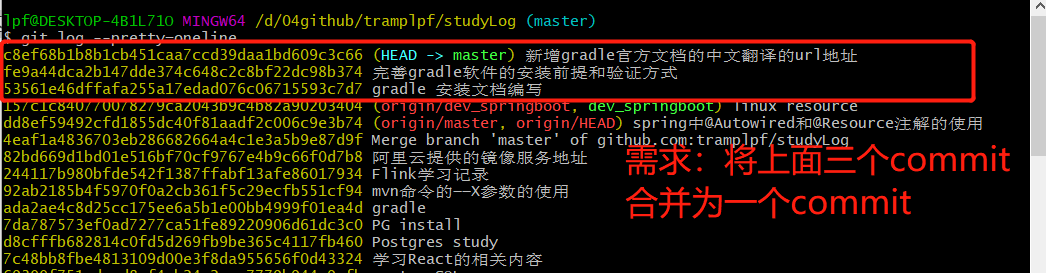 lpf@DESKTOP-4B1L71O MINGW64 /d/04github/tramplpf/studyLog (master)
$ git log --pretty=oneline
c8ef68b1b8b1cb451caa7ccd39daa1bd609c3c66 (HEAD -> master) 新增gradle官方文档的中文翻译的url地址
fe9a44dca2b147dde374c648c2c8bf22dc98b374 完善gradle软件的安装前提和验证方式
53561e46dffafa255a17edad076c06715593c7d7 gradle 安装文档编写
157c1c8407700782​79ca2043b9c4b82a90203404 (origin/dev_springboot, dev_springboot) linux resource
dd8ef59492cfd1855dc40f81aadf2c006c9e3b74 (origin/master, origin/HEAD) spring中@Autowired和@Resource注解的使用
4eaf1a4836703eb286682664a4c1e3a5b9e87d9f Merge branch 'master' of github.com:tramplpf/studyLog
82bd669d1bd01e516bf70cf9767e4b9c66f0d7b8 阿里云提供的镜像服务地址
244117b980bfde542f1387ffabf13afe86017934 Flink学习记录
92ab2185b4f5970f0a2cb361f5c29ecfb551cf94 mvn命令的--X参数的使用
ada2ae4c8d25cc175ee6a5b1e00bb4999f01ea4d gradle
7da787573ef0ad7277ca51fe89220906d61dc3c0 PG install
d8cfffb682814c0fd5d269fb9be365c4117fb460 Postgres study
7c48bb8fbe4813109d00e3f8da955656f0d43324 学习React的相关内容
需求：将上面三个commit
合并为一个commit